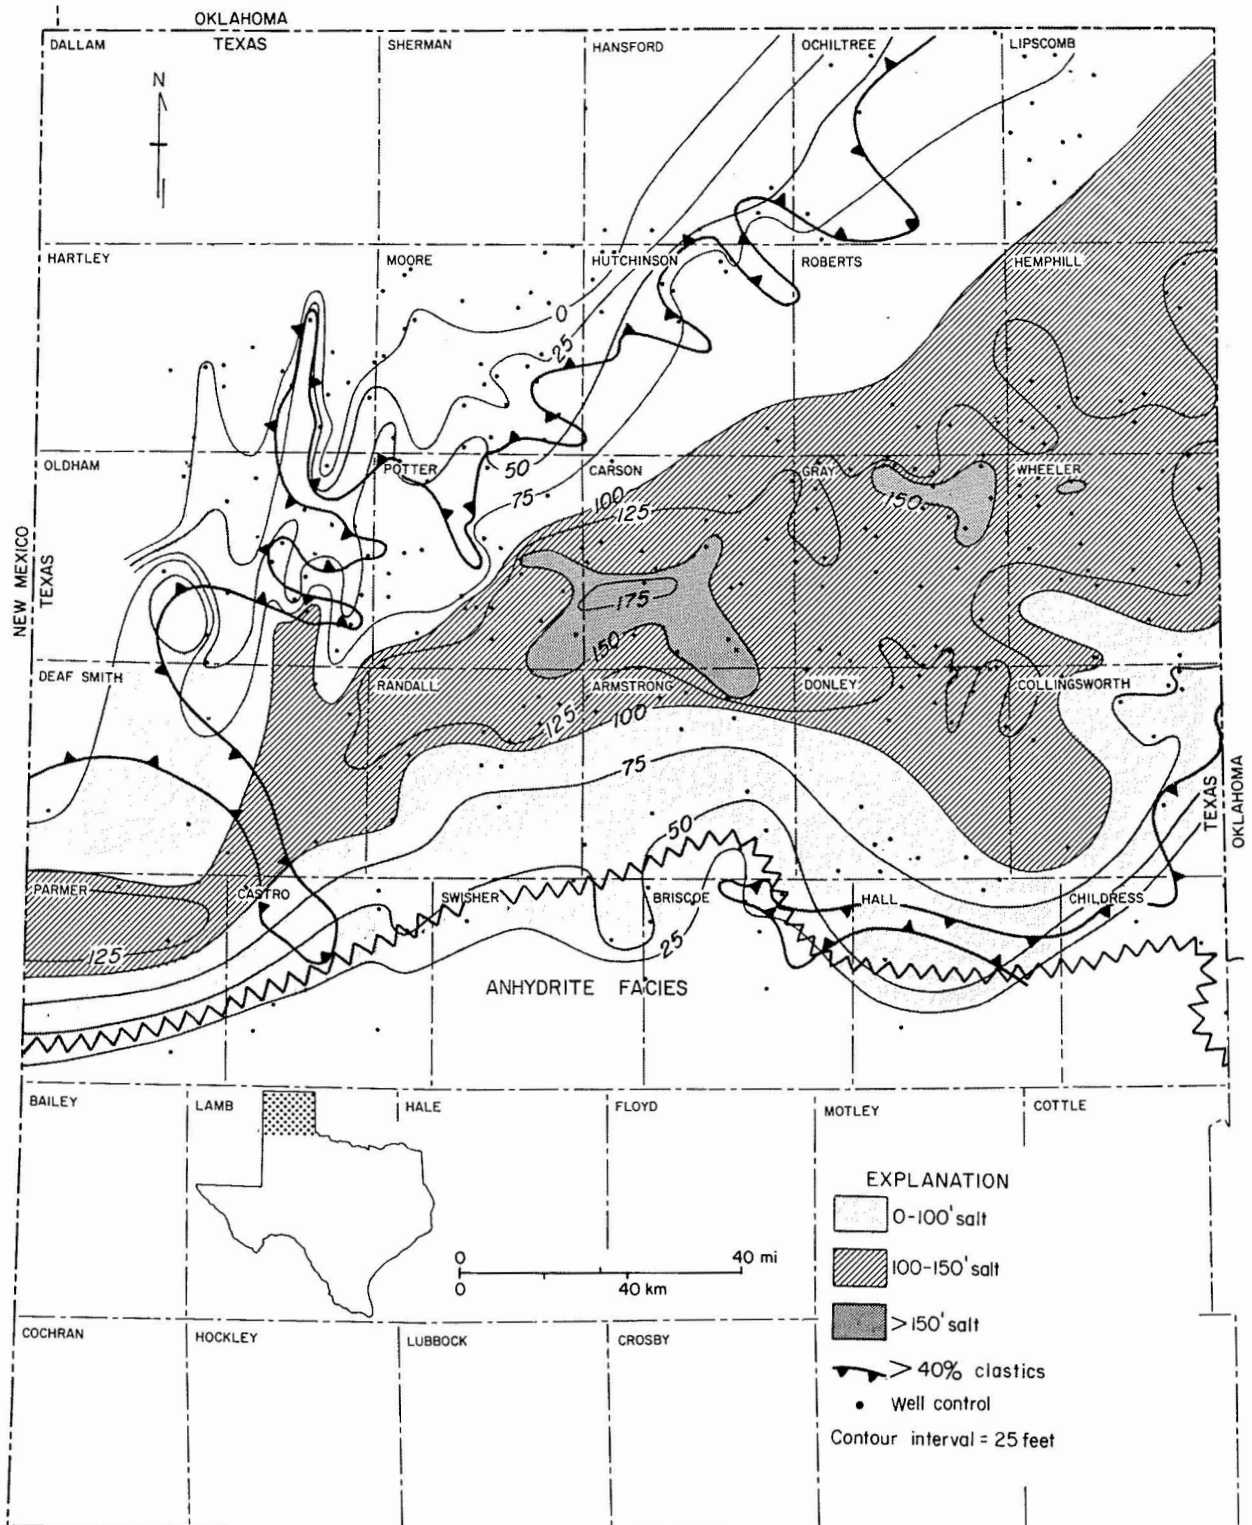 OKLAHOMA
TEXAS
DALLAM
SHERMAN
HANSFORD
OCHILTREE
LIPSCOMB
N
HARTLEY
MOORE
HUTCHINSON
ROBERTS
HEMPHILL
0
25
OLDHAM
POTTER
50
CARSON
GRAY
WHEELER
75
100
125
150
NEW MEXICO
TEXAS
175
150
DEAF SMITH
RANDALL
ARMSTRONG
DONLEY
COLLINGSWORTH
125
100
75
TEXAS
OKLAHOMA
50
PARMER
CASTRO
SWISHER
BRISCOE
HALL
CHILDRESS
125
25
ANHYDRITE FACIES
BAILEY
LAMB
HALE
FLOYD
MOTLEY
COTTLE
EXPLANATION
0-100' salt
100-150' salt
>150' salt
> 40% clastics
Well control
Contour interval = 25 feet
0 40 mi
0 40 km
COCHRAN
HOCKLEY
LUBBOCK
CROSBY